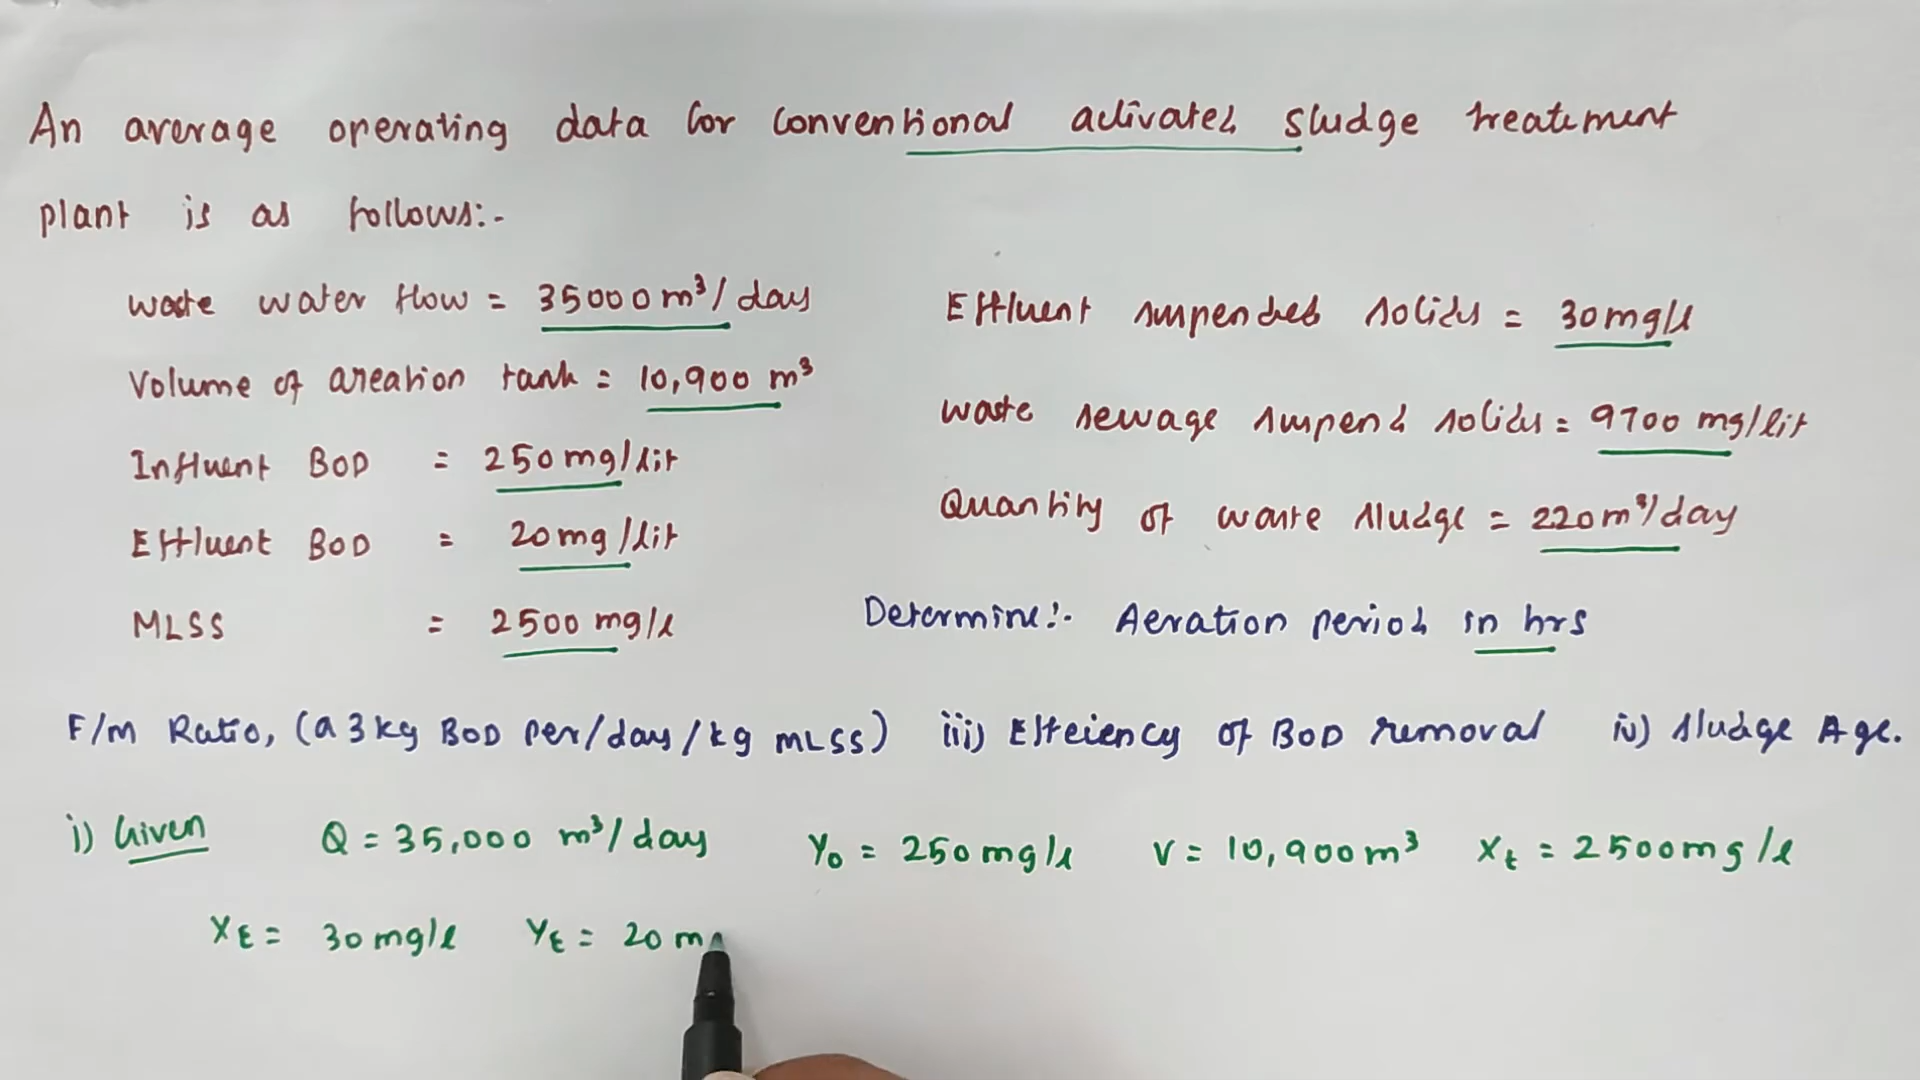 An average operating data for conventional activated sludge treatment
plant is as follows:-
waste water flow = 35000 m³/day
Volume of areation tank = 10,900 m³
Influent BOD = 250 mg/lit
Effluent BOD = 20 mg/lit
MLSS = 2500 mg/l
Effluent suspended solids = 30 mg/l
waste sewage suspend solids = 9700 mg/lit
Quantity of waste sludge = 220 m³/day
Determine:- Aeration period in hrs
F/M Ratio, (a 3 kg BOD per/day/kg MLSS) iii) Effeiency of BOD removal iv) sludge Age.
i) Given Q = 35,000 m³/day Y₀ = 250 mg/l V = 10,900 m³ Xₜ = 2500 mg/l
X_E = 30 mg/l Y_E = 20 m